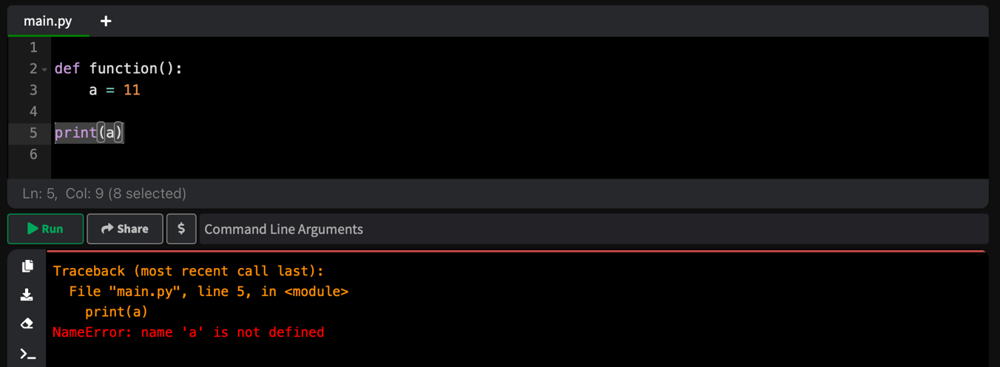 main.py +
1
2 def function():
3     a = 11
4
5 print(a)
6
Ln: 5,  Col: 9 (8 selected)
Run Share $ Command Line Arguments
Traceback (most recent call last):
  File "main.py", line 5, in <module>
    print(a)
NameError: name 'a' is not defined